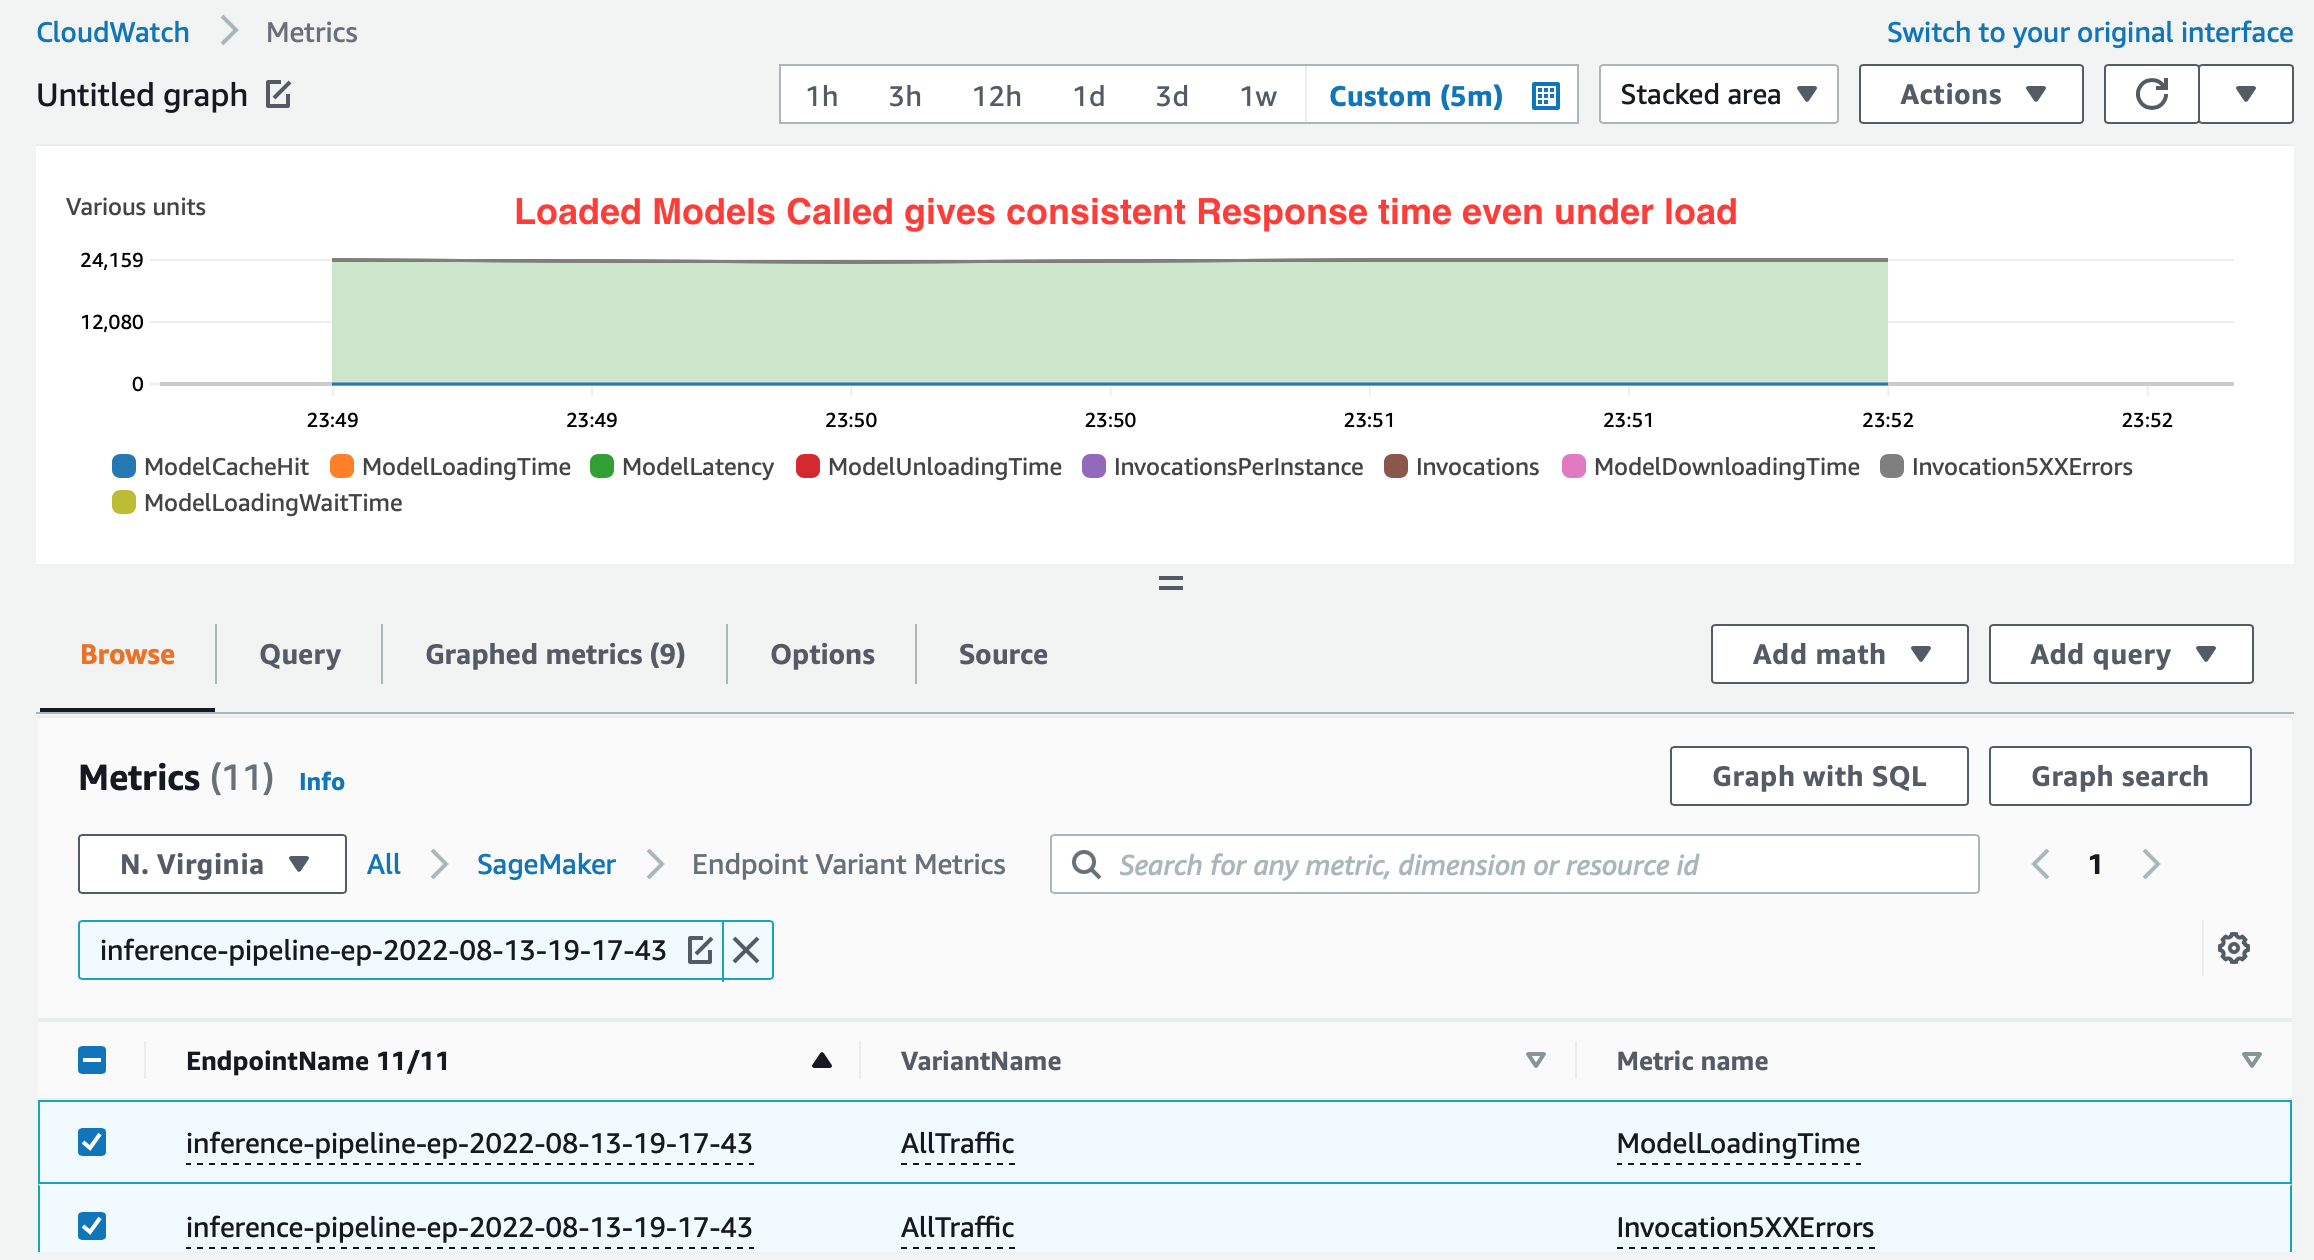 CloudWatch Metrics Switch to your original interface
Untitled graph 1h 3h 12h 1d 3d 1w Custom (5m) Stacked area Actions
Various units
Loaded Models Called gives consistent Response time even under load
24,159
12,080
0
23:49 23:49 23:50 23:50 23:51 23:51 23:52 23:52
ModelCacheHit ModelLoadingTime ModelLatency ModelUnloadingTime InvocationsPerInstance Invocations ModelDownloadingTime Invocation5XXErrors
ModelLoadingWaitTime
Browse Query Graphed metrics (9) Options Source Add math Add query
Metrics (11) Info Graph with SQL Graph search
N. Virginia All SageMaker Endpoint Variant Metrics Search for any metric, dimension or resource id 1
inference-pipeline-ep-2022-08-13-19-17-43
EndpointName 11/11 VariantName Metric name
inference-pipeline-ep-2022-08-13-19-17-43 AllTraffic ModelLoadingTime
inference-pipeline-ep-2022-08-13-19-17-43 AllTraffic Invocation5XXErrors